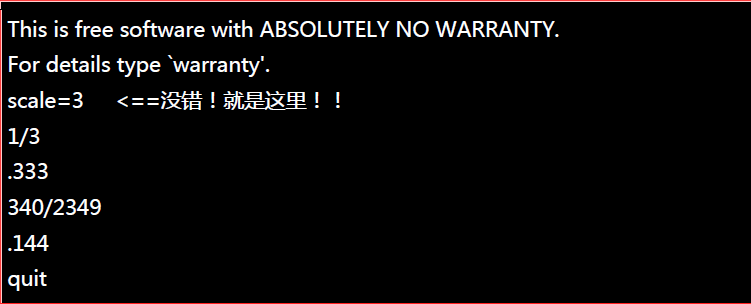 This is free software with ABSOLUTELY NO WARRANTY.
For details type `warranty'.
scale=3     <==没错！就是这里！！
1/3
.333
340/2349
.144
quit